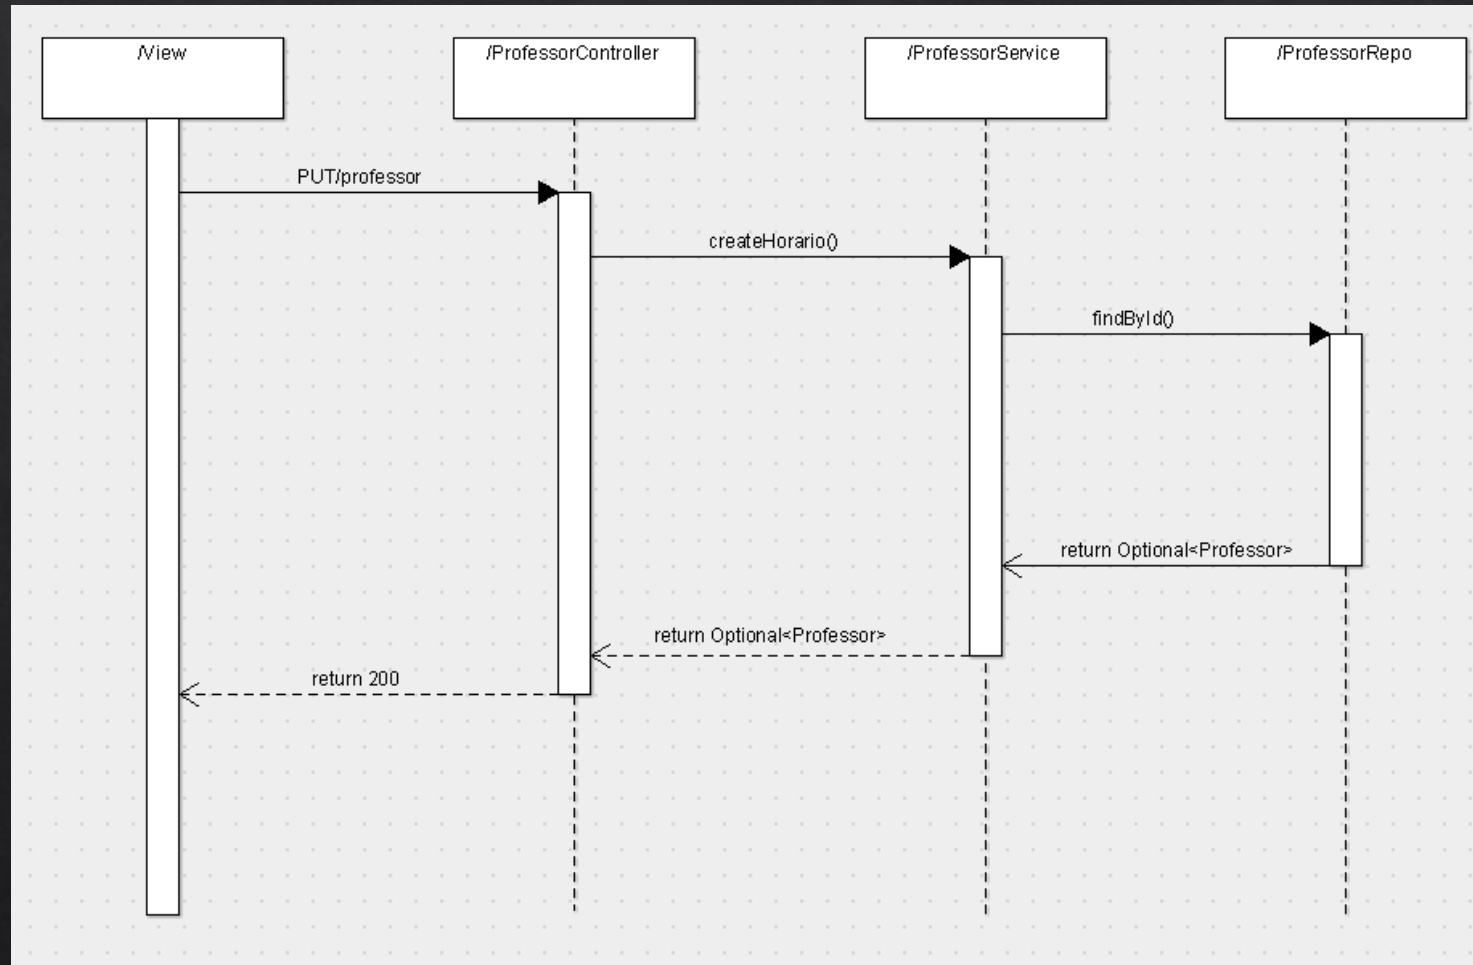 /View
/ProfessorController
/ProfessorService
/ProfessorRepo
PUT/professor
createHorario()
findById()
return Optional<Professor>
return Optional<Professor>
return 200